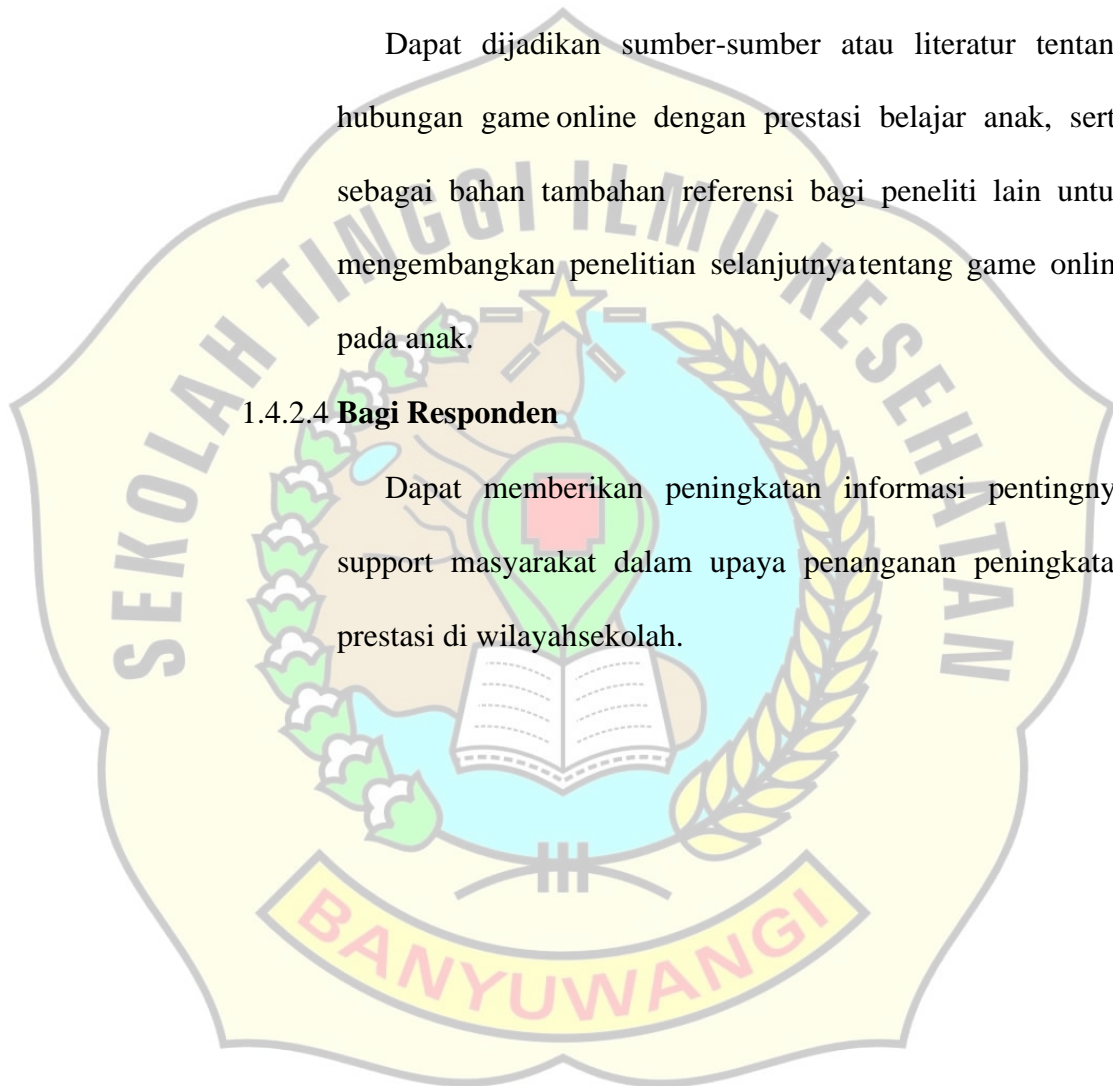 Dapat dijadikan sumber-sumber atau literatur tentan
hubungan game online dengan prestasi belajar anak, sert
sebagai bahan tambahan referensi bagi peneliti lain untu
mengembangkan penelitian selanjutnyatentang game onlin
pada anak.
1.4.2.4 Bagi Responden
Dapat memberikan peningkatan informasi pentingny
support masyarakat dalam upaya penanganan peningkata
prestasi di wilayahsekolah.
SEKOLAH TINGGI ILMU KESEHATAN
BANYUWANGI